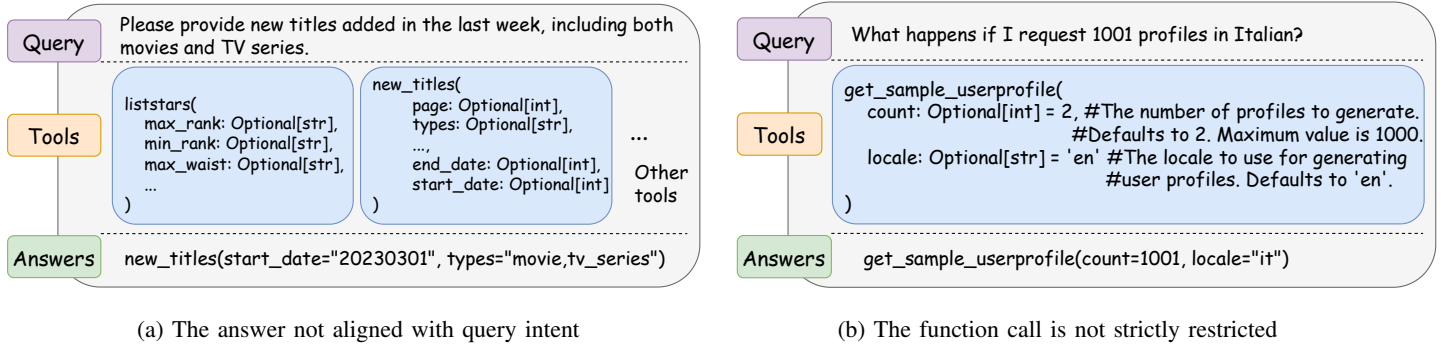 Query
Please provide new titles added in the last week, including both
movies and TV series.
Tools
liststars(
max_rank: Optional[str],
min_rank: Optional[str],
max_waist: Optional[str],
...
)
new_titles(
page: Optional[int],
types: Optional[str],
...,
end_date: Optional[int],
start_date: Optional[int]
)
...
Other
tools
Answers
new_titles(start_date="20230301", types="movie,tv_series")
(a) The answer not aligned with query intent
Query
What happens if I request 1001 profiles in Italian?
Tools
get_sample_userprofile(
count: Optional[int] = 2, #The number of profiles to generate.
#Defaults to 2. Maximum value is 1000.
locale: Optional[str] = 'en' #The locale to use for generating
#user profiles. Defaults to 'en'.
)
Answers
get_sample_userprofile(count=1001, locale="it")
(b) The function call is not strictly restricted